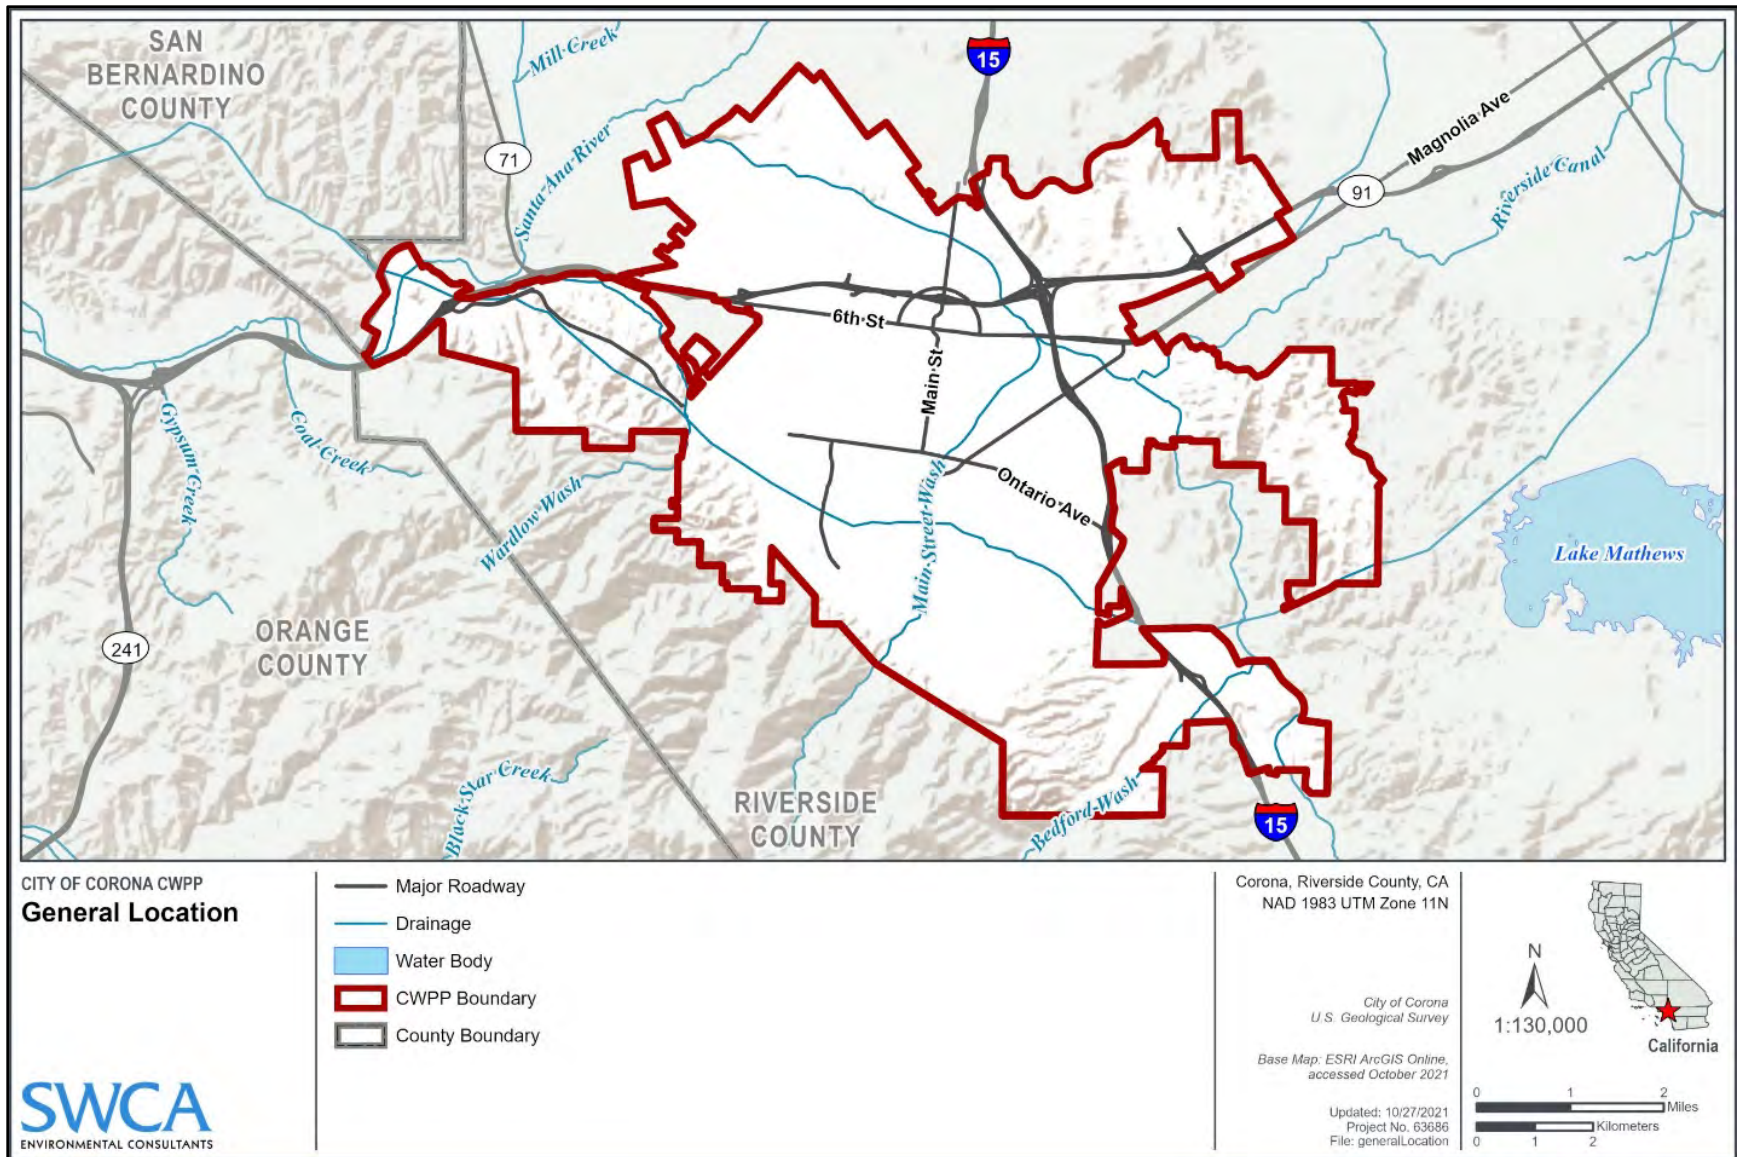 SAN
BERNARDINO
COUNTY
Mill Creek
15
71
Santa Ana River
Magnolia Ave
91
Riverside Canal
6th St
Main St
Gypsum Creek
Coal Creek
Wardlow Wash
Main Street Wash
Ontario Ave
Lake Mathews
241
ORANGE
COUNTY
Black Star Creek
RIVERSIDE
COUNTY
Bedford Wash
15
CITY OF CORONA CWPP
General Location
Major Roadway
Drainage
Water Body
CWPP Boundary
County Boundary
SWCA
ENVIRONMENTAL CONSULTANTS
Corona, Riverside County, CA
NAD 1983 UTM Zone 11N
City of Corona
U.S. Geological Survey
Base Map: ESRI ArcGIS Online,
accessed October 2021
Updated: 10/27/2021
Project No. 63686
File: generalLocation
N
1:130,000
California
0 1 2
Miles
Kilometers
0 1 2